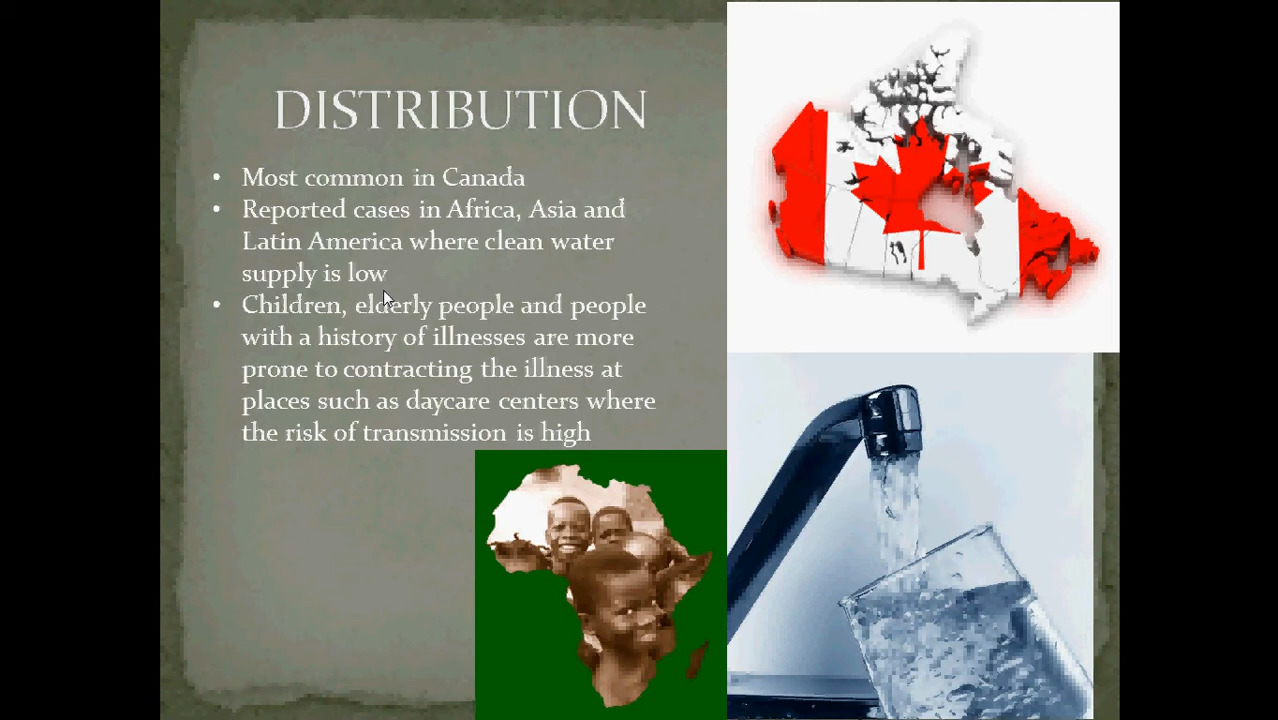 DISTRIBUTION
• Most common in Canada
• Reported cases in Africa, Asia and
Latin America where clean water
supply is low
• Children, elderly people and people
with a history of illnesses are more
prone to contracting the illness at
places such as daycare centers where
the risk of transmission is high